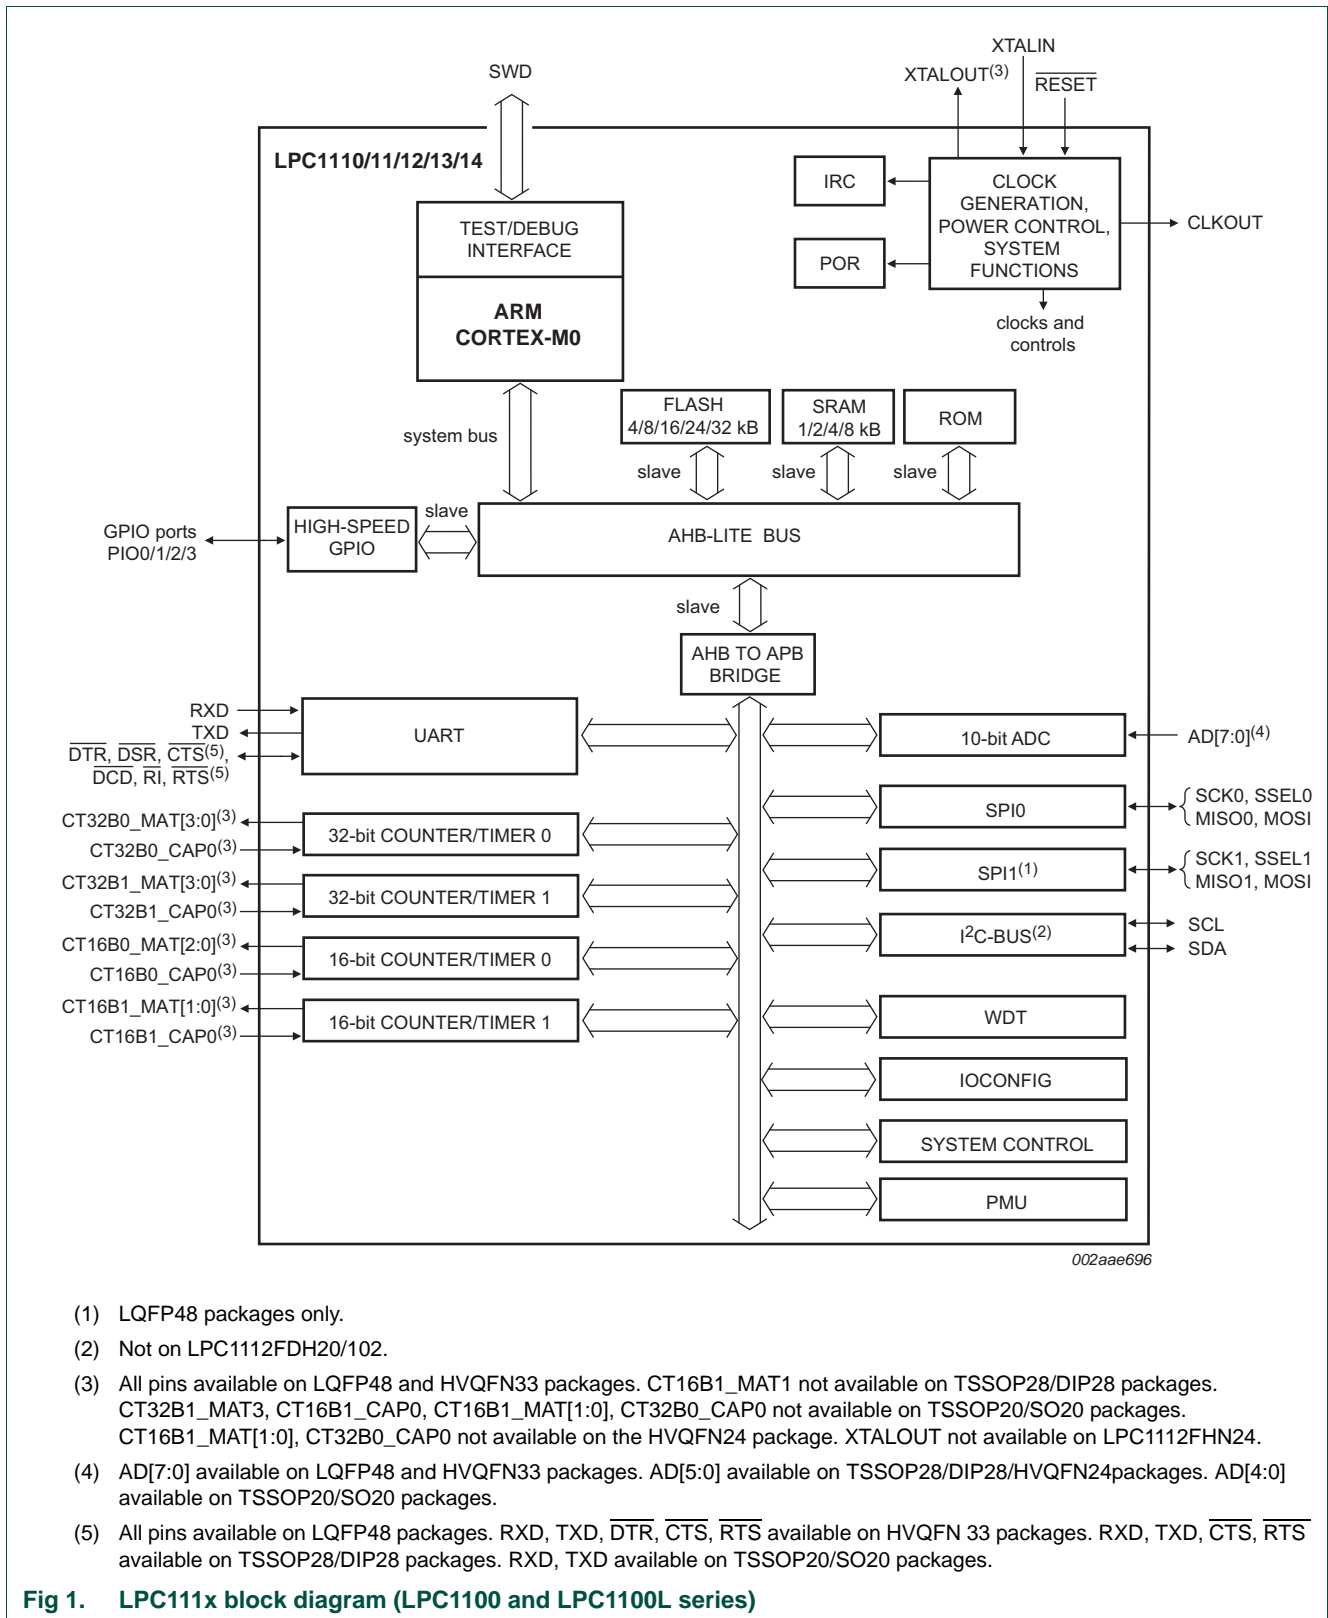 XTALIN
SWD
XTALOUT(3)
RESET
LPC1110/11/12/13/14
IRC
CLOCK
GENERATION,
POWER CONTROL,
SYSTEM
FUNCTIONS
CLKOUT
POR
TEST/DEBUG
INTERFACE
ARM
CORTEX-M0
clocks and
controls
FLASH
4/8/16/24/32 kB
SRAM
1/2/4/8 kB
ROM
system bus
slave
slave
slave
slave
GPIO ports
PIO0/1/2/3
HIGH-SPEED
GPIO
AHB-LITE BUS
slave
AHB TO APB
BRIDGE
RXD
TXD
DTR, DSR, CTS(5),
DCD, RI, RTS(5)
UART
10-bit ADC
AD[7:0](4)
CT32B0_MAT[3:0](3)
CT32B0_CAP0(3)
32-bit COUNTER/TIMER 0
SPI0
SCK0, SSEL0
MISO0, MOSI
CT32B1_MAT[3:0](3)
CT32B1_CAP0(3)
32-bit COUNTER/TIMER 1
SPI1(1)
SCK1, SSEL1
MISO1, MOSI
CT16B0_MAT[2:0](3)
CT16B0_CAP0(3)
16-bit COUNTER/TIMER 0
I2C-BUS(2)
SCL
SDA
CT16B1_MAT[1:0](3)
CT16B1_CAP0(3)
16-bit COUNTER/TIMER 1
WDT
IOCONFIG
SYSTEM CONTROL
PMU
002aae696
(1) LQFP48 packages only.
(2) Not on LPC1112FDH20/102.
(3) All pins available on LQFP48 and HVQFN33 packages. CT16B1_MAT1 not available on TSSOP28/DIP28 packages.
CT32B1_MAT3, CT16B1_CAP0, CT16B1_MAT[1:0], CT32B0_CAP0 not available on TSSOP20/SO20 packages.
CT16B1_MAT[1:0], CT32B0_CAP0 not available on the HVQFN24 package. XTALOUT not available on LPC1112FHN24.
(4) AD[7:0] available on LQFP48 and HVQFN33 packages. AD[5:0] available on TSSOP28/DIP28/HVQFN24packages. AD[4:0]
available on TSSOP20/SO20 packages.
(5) All pins available on LQFP48 packages. RXD, TXD, DTR, CTS, RTS available on HVQFN 33 packages. RXD, TXD, CTS, RTS
available on TSSOP28/DIP28 packages. RXD, TXD available on TSSOP20/SO20 packages.
Fig 1. LPC111x block diagram (LPC1100 and LPC1100L series)